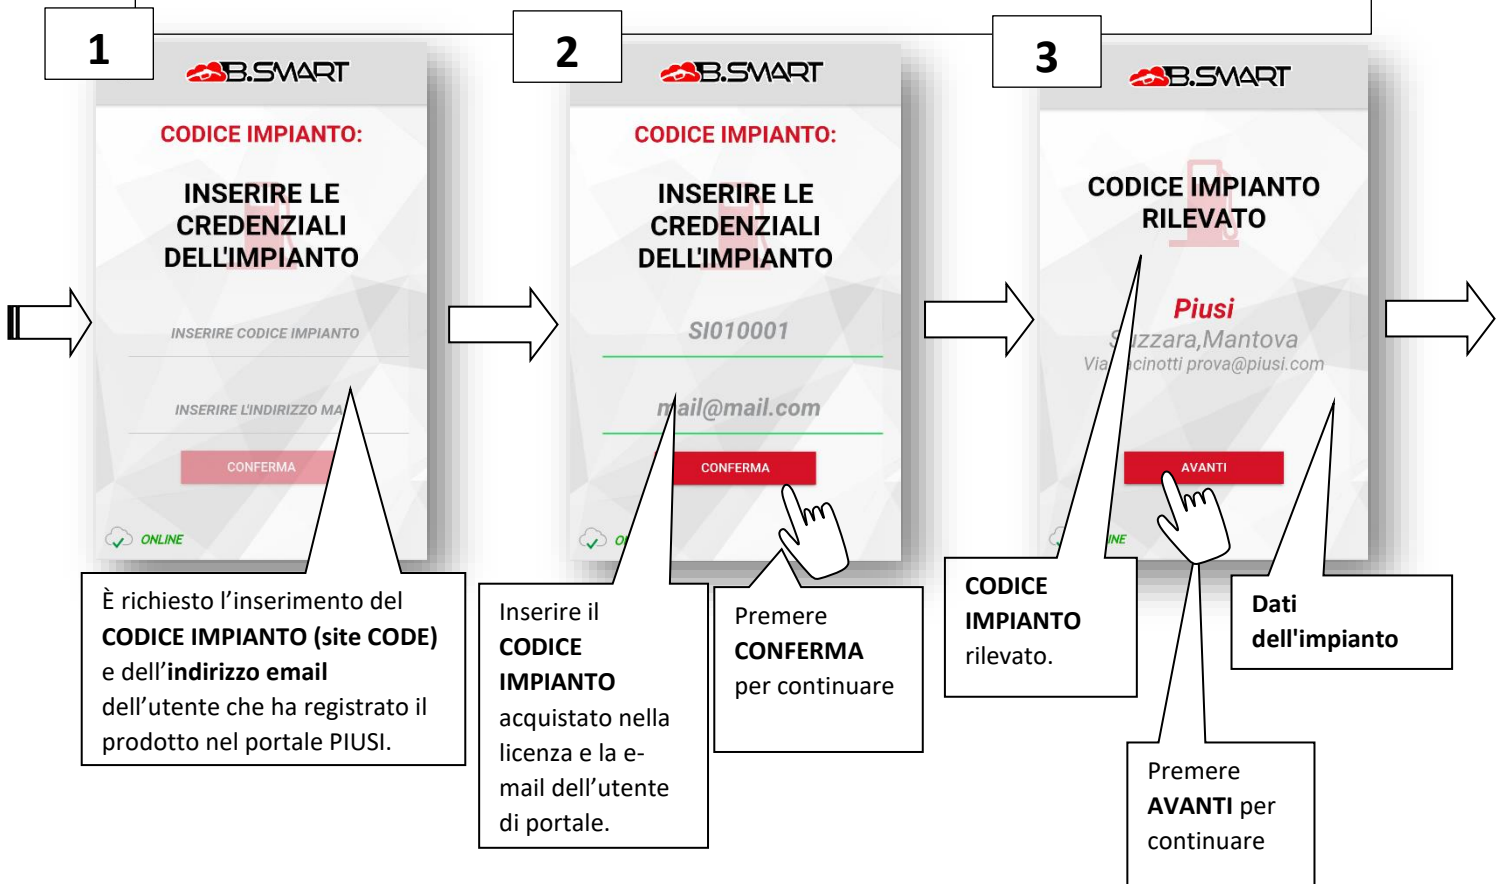 1
B.SMART
CODICE IMPIANTO:
INSERIRE LE
CREDENZIALI
DELL'IMPIANTO
INSERIRE CODICE IMPIANTO
INSERIRE L'INDIRIZZO
CONFERMA
ONLINE
È richiesto l’inserimento del
CODICE IMPIANTO (site CODE)
e dell’indirizzo email
dell’utente che ha registrato il
prodotto nel portale PIUSI.
2
B.SMART
CODICE IMPIANTO:
INSERIRE LE
CREDENZIALI
DELL'IMPIANTO
SI010001
mail@mail.com
CONFERMA
Inserire il
CODICE
IMPIANTO
acquistato nella
licenza e la e-
mail dell’utente
di portale.
Premere
CONFERMA
per continuare
3
B.SMART
CODICE IMPIANTO
RILEVATO
Piusi
Suzzara,Mantova
Via prova@piusi.com
AVANTI
CODICE
IMPIANTO
rilevato.
Premere
AVANTI per
continuare
Dati
dell'impianto